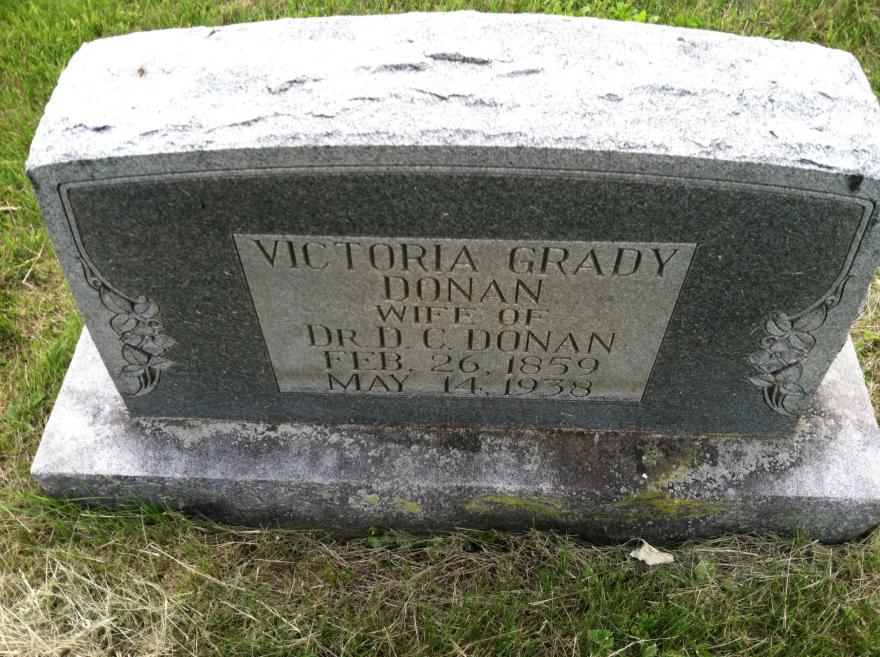 VICTORIA GRADY
DONAN
WIFE OF
DR. D. C. DONAN
FEB. 26, 1859
MAY 14, 1938